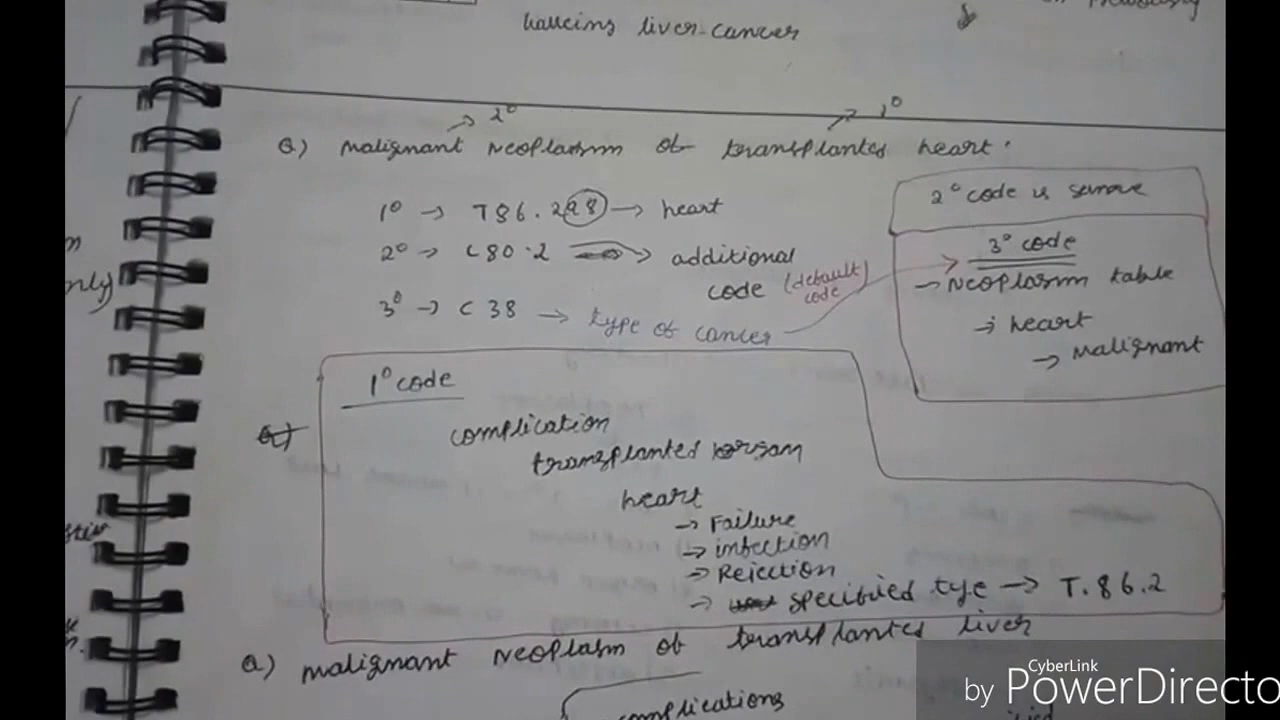 halicing liver-cancer
→ 2° → 1°
Q) malignant neoplasm of transplanted heart.
1° → T86.298 → heart
2° → C80.2 → additional
code (default
code)
3° → C38 → type of cancer
2° code is same
3° code
→ Neoplasm table
→ heart
→ malignant
1° code
Q)
complication
transplanted organ
heart
→ Failure
→ infection
→ Rejection
→ specified type → T.86.2
Q) malignant neoplasm of transplanted liver
complications
only)
CyberLink
by PowerDirecto